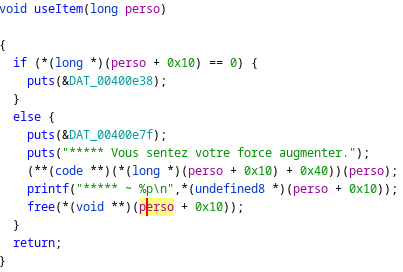 void useItem(long perso)
{
if (*(long *)(perso + 0x10) == 0) {
puts(&DAT_00400e38);
}
else {
puts(&DAT_00400e7f);
puts("***** Vous sentez votre force augmenter.");
(**(code **)(*(long *)(perso + 0x10) + 0x40))(perso);
printf("***** ~ %p\n",*(undefined8 *)(perso + 0x10));
free(*(void **)(perso + 0x10));
}
return;
}